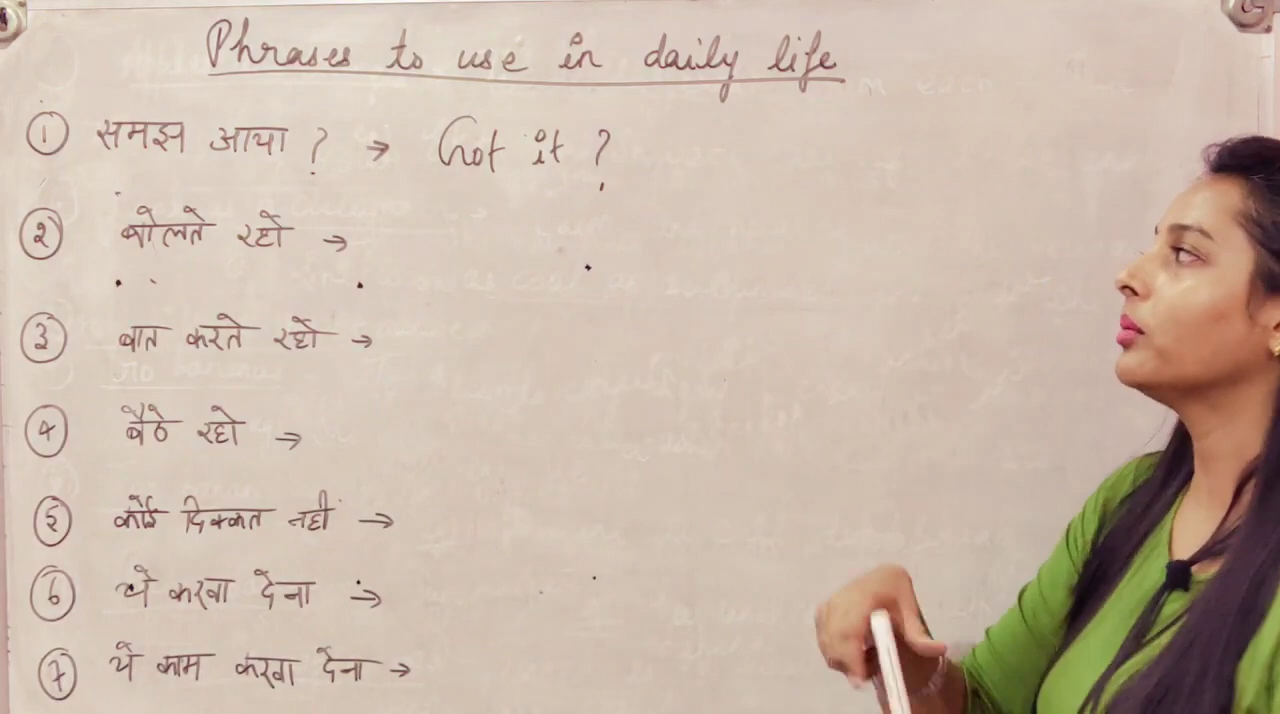 Phrases to use in daily life
① समझ आया ? → Got it ?
② बोलते रहो →
③ बात करते रहो →
④ बैठे रहो →
⑤ कोई दिक्कत नहीं →
⑥ ये करवा देना →
⑦ ये काम करवा देना →